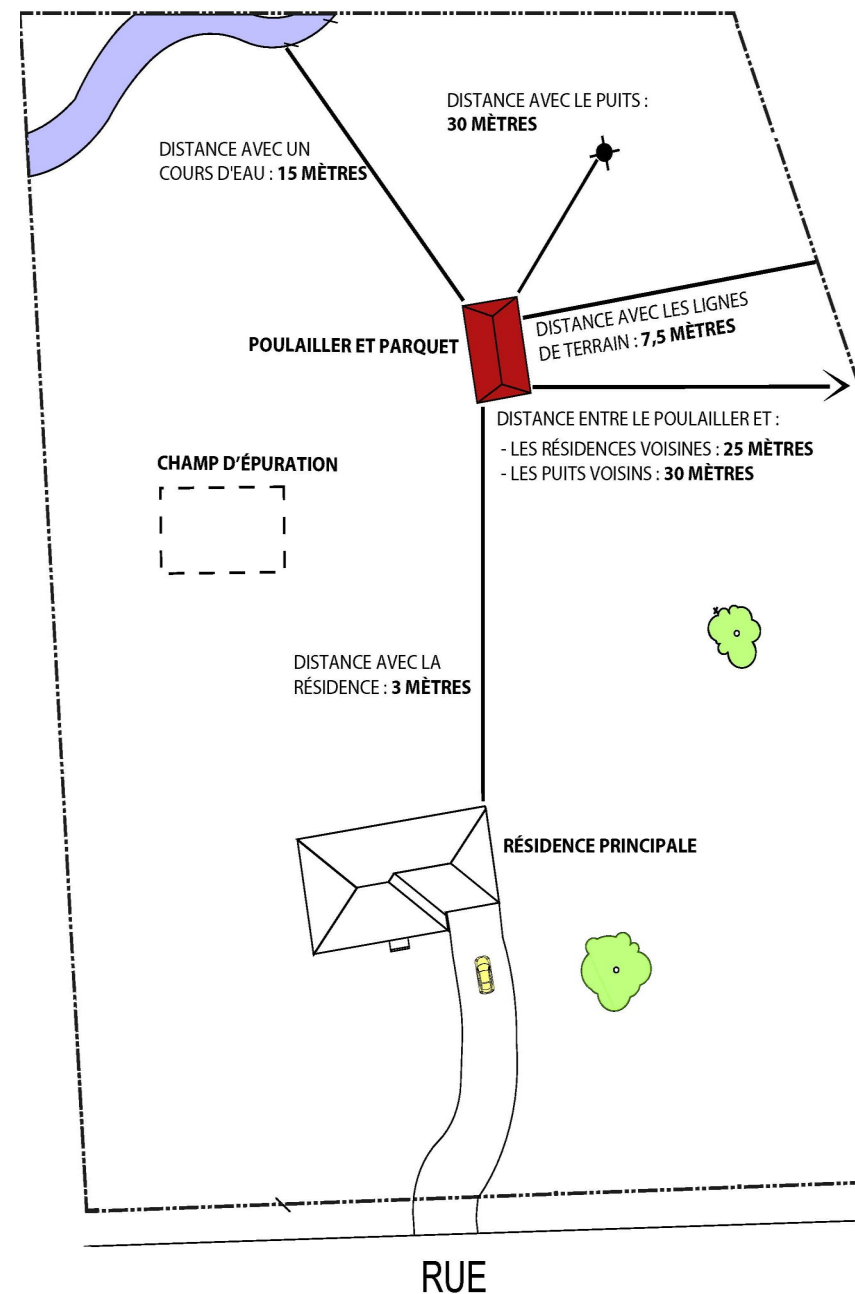 DISTANCE AVEC LE PUITS :
30 MÈTRES
DISTANCE AVEC UN
COURS D'EAU : 15 MÈTRES
DISTANCE AVEC LES LIGNES
DE TERRAIN : 7,5 MÈTRES
POULAILLER ET PARQUET
DISTANCE ENTRE LE POULAILLER ET :
- LES RÉSIDENCES VOISINES : 25 MÈTRES
- LES PUITS VOISINS : 30 MÈTRES
CHAMP D'ÉPURATION
DISTANCE AVEC LA
RÉSIDENCE : 3 MÈTRES
RÉSIDENCE PRINCIPALE
RUE